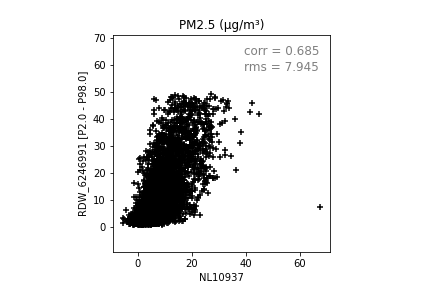 PM2.5 (µg/m³)
corr = 0.685
rms = 7.945
70
60
50
40
30
20
10
0
RDW_6246991 [P2.0 - P98.0]
0
20
40
60
NL10937